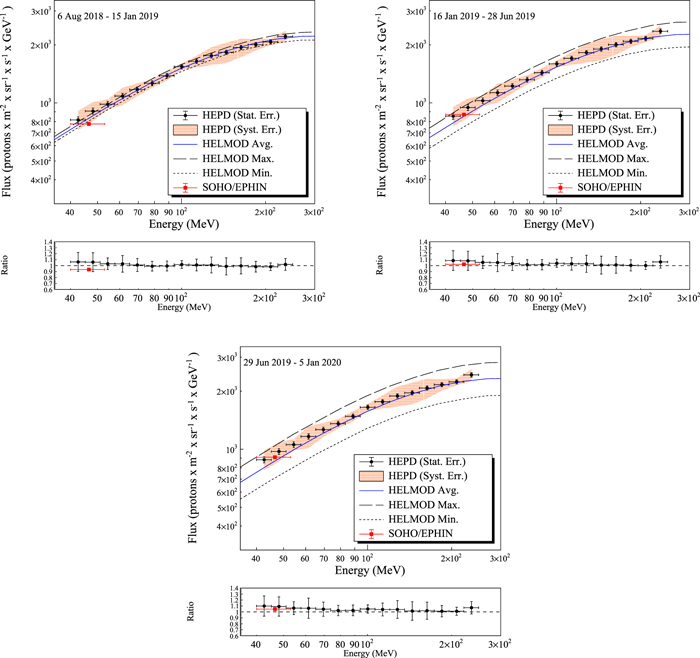 6 Aug 2018 - 15 Jan 2019
Flux (protons x m⁻² x sr⁻¹ x s⁻¹ x GeV⁻¹ )
2×10³
10³
8×10²
7×10²
6×10²
5×10²
4×10²
HEPD (Stat. Err.)
HEPD (Syst. Err.)
HELMOD Avg.
HELMOD Max.
HELMOD Min.
SOHO/EPHIN
40 50 60 70 80 90 10² 2×10² 3×10²
Energy (MeV)
Ratio
1.4
1.3
1.2
1.1
1
0.9
0.8
0.7
0.6
40 50 60 70 80 90 10² 2×10² 3×10²
Energy (MeV)
16 Jan 2019 - 28 Jun 2019
Flux (protons x m⁻² x sr⁻¹ x s⁻¹ x GeV⁻¹ )
2×10³
10³
8×10²
7×10²
6×10²
5×10²
4×10²
HEPD (Stat. Err.)
HEPD (Syst. Err.)
HELMOD Avg.
HELMOD Max.
HELMOD Min.
SOHO/EPHIN
40 50 60 70 80 90 10² 2×10² 3×10²
Energy (MeV)
Ratio
1.4
1.3
1.2
1.1
1
0.9
0.8
0.7
0.6
40 50 60 70 80 90 10² 2×10² 3×10²
Energy (MeV)
29 Jun 2019 - 5 Jan 2020
Flux (protons x m⁻² x sr⁻¹ x s⁻¹ x GeV⁻¹ )
2×10³
10³
8×10²
7×10²
6×10²
5×10²
4×10²
HEPD (Stat. Err.)
HEPD (Syst. Err.)
HELMOD Avg.
HELMOD Max.
HELMOD Min.
SOHO/EPHIN
40 50 60 70 80 90 10² 2×10² 3×10²
Energy (MeV)
Ratio
1.4
1.3
1.2
1.1
1
0.9
0.8
0.7
0.6
40 50 60 70 80 90 10² 2×10² 3×10²
Energy (MeV)